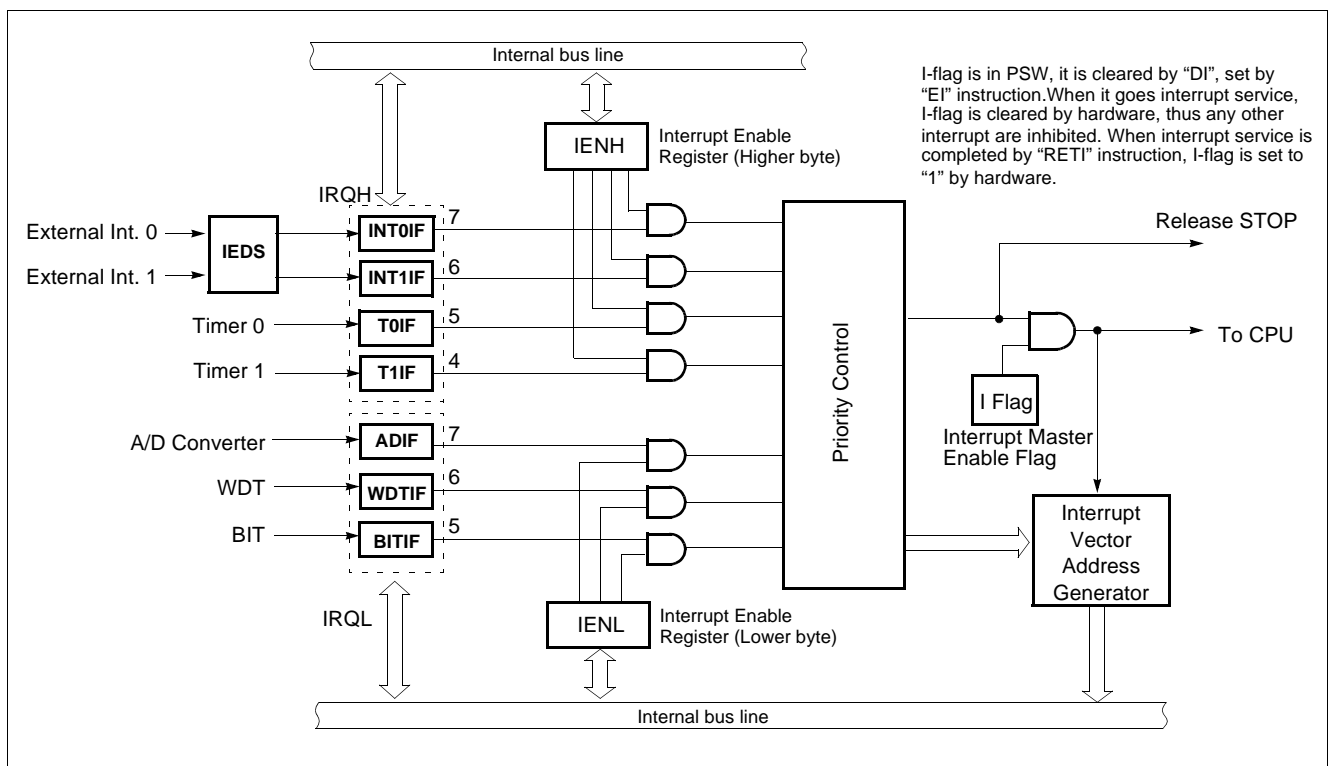 Internal bus line
I-flag is in PSW, it is cleared by “DI”, set by
“EI” instruction.When it goes interrupt service,
I-flag is cleared by hardware, thus any other
interrupt are inhibited. When interrupt service is
completed by “RETI” instruction, I-flag is set to
“1” by hardware.
IENH
Interrupt Enable
Register (Higher byte)
IRQH
External Int. 0
External Int. 1
IEDS
INT0IF
7
INT1IF
6
Timer 0
T0IF
5
Timer 1
T1IF
4
A/D Converter
ADIF
7
WDT
WDTIF
6
BIT
BITIF
5
Priority Control
Release STOP
To CPU
I Flag
Interrupt Master
Enable Flag
Interrupt
Vector
Address
Generator
IRQL
IENL
Interrupt Enable
Register (Lower byte)
Internal bus line